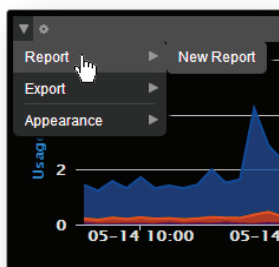 Report
New Report
Export
Appearance
Usag
2
0
05-14 10:00
05-14